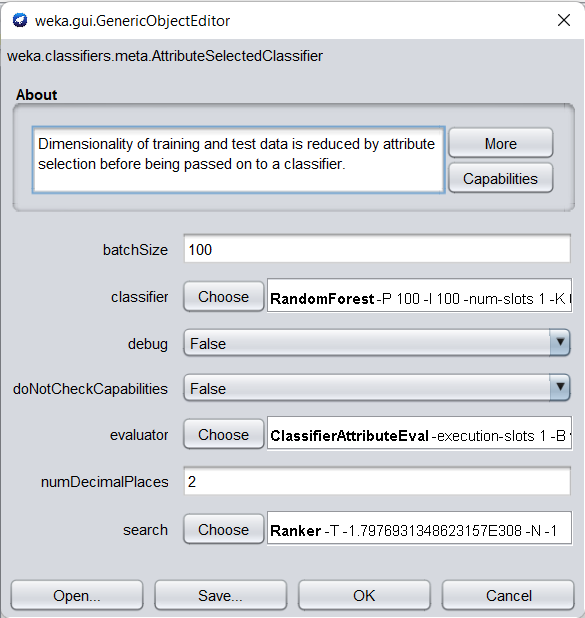 weka.gui.GenericObjectEditor
weka.classifiers.meta.AttributeSelectedClassifier
About
Dimensionality of training and test data is reduced by attribute
selection before being passed on to a classifier.
More
Capabilities
batchSize 100
classifier Choose RandomForest -P 100 -I 100 -num-slots 1 -K
debug False
doNotCheckCapabilities False
evaluator Choose ClassifierAttributeEval -execution-slots 1 -B
numDecimalPlaces 2
search Choose Ranker -T -1.7976931348623157E308 -N -1
Open... Save... OK Cancel